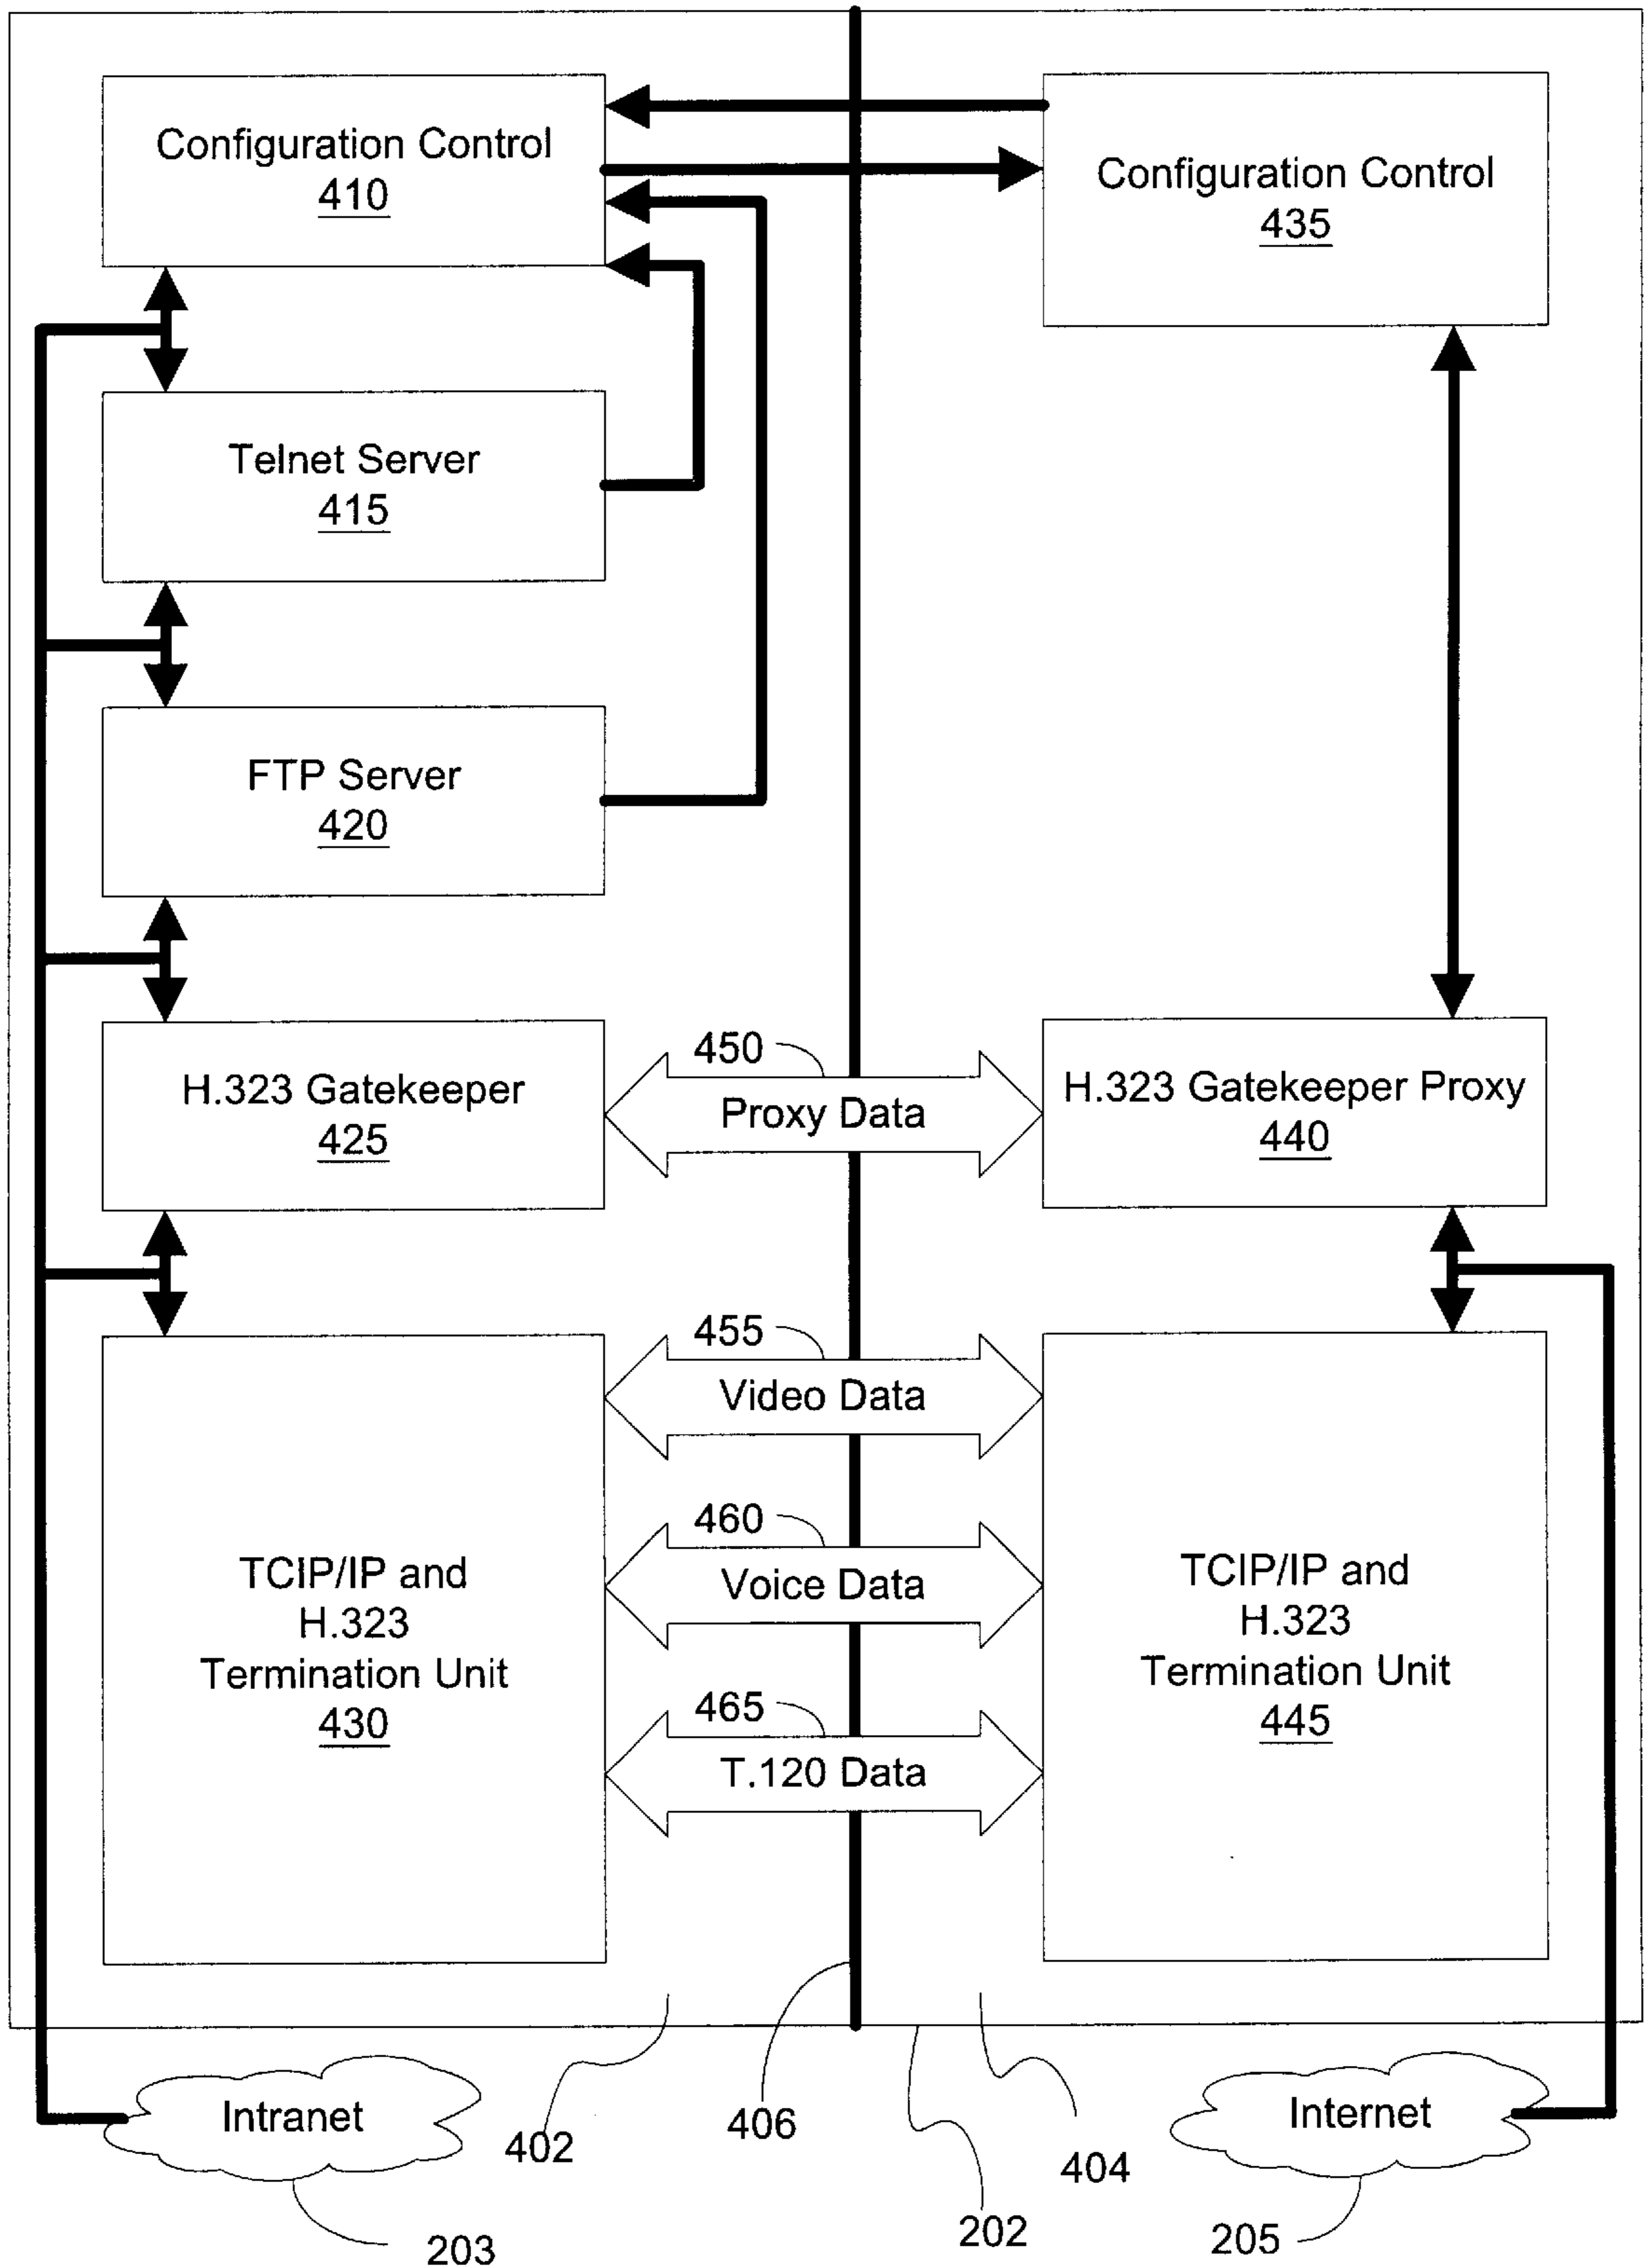 Configuration Control
410
Configuration Control
435
Telnet Server
415
FTP Server
420
H.323 Gatekeeper
425
450
Proxy Data
H.323 Gatekeeper Proxy
440
455
Video Data
460
Voice Data
465
T.120 Data
TCIP/IP and
H.323
Termination Unit
430
TCIP/IP and
H.323
Termination Unit
445
Intranet
Internet
402
406
404
203
202
205